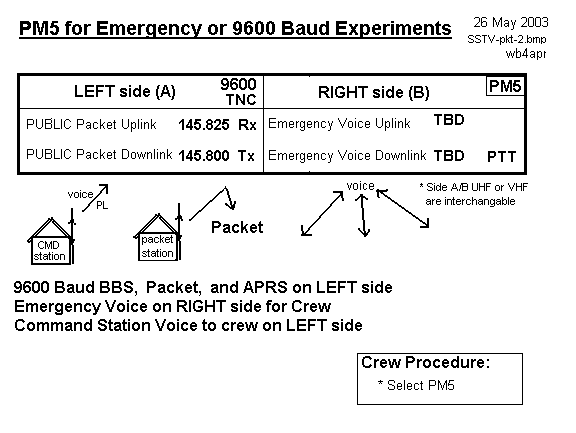 PM5 for Emergency or 9600 Baud Experiments
26 May 2003
SSTV-pkt-2.bmp
wb4apr
LEFT side (A)
9600
TNC
RIGHT side (B)
PM5
PUBLIC Packet Uplink 145.825 Rx
Emergency Voice Uplink TBD
PUBLIC Packet Downlink 145.800 Tx
Emergency Voice Downlink TBD PTT
voice
PL
CMD
station
packet
station
Packet
voice
* Side A/B UHF or VHF
are interchangable
9600 Baud BBS, Packet, and APRS on LEFT side
Emergency Voice on RIGHT side for Crew
Command Station Voice to crew on LEFT side
Crew Procedure:
* Select PM5